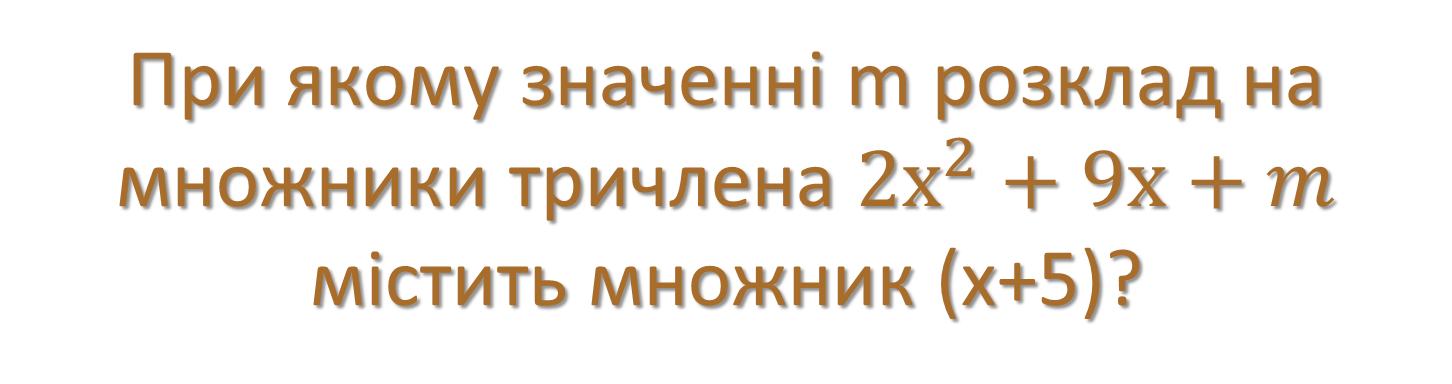 При якому значенні m розклад на
множники тричлена 2x² + 9x + m
містить множник (x+5)?